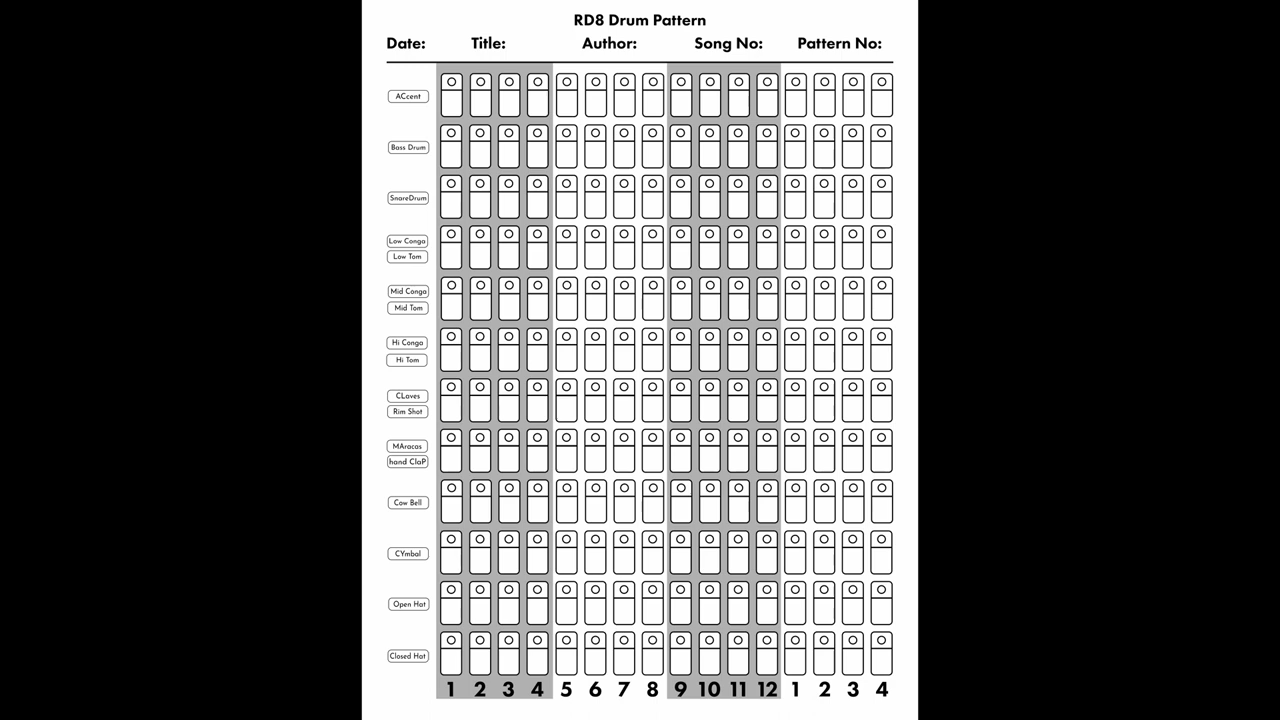 RD8 Drum Pattern
Date: Title: Author: Song No: Pattern No:
ACcent
Bass Drum
SnareDrum
Low Conga
Low Tom
Mid Conga
Mid Tom
Hi Conga
Hi Tom
CLaves
Rim Shot
MAracas
hand ClaP
Cow Bell
CYmbal
Open Hat
Closed Hat
1 2 3 4 5 6 7 8 9 10 11 12 1 2 3 4